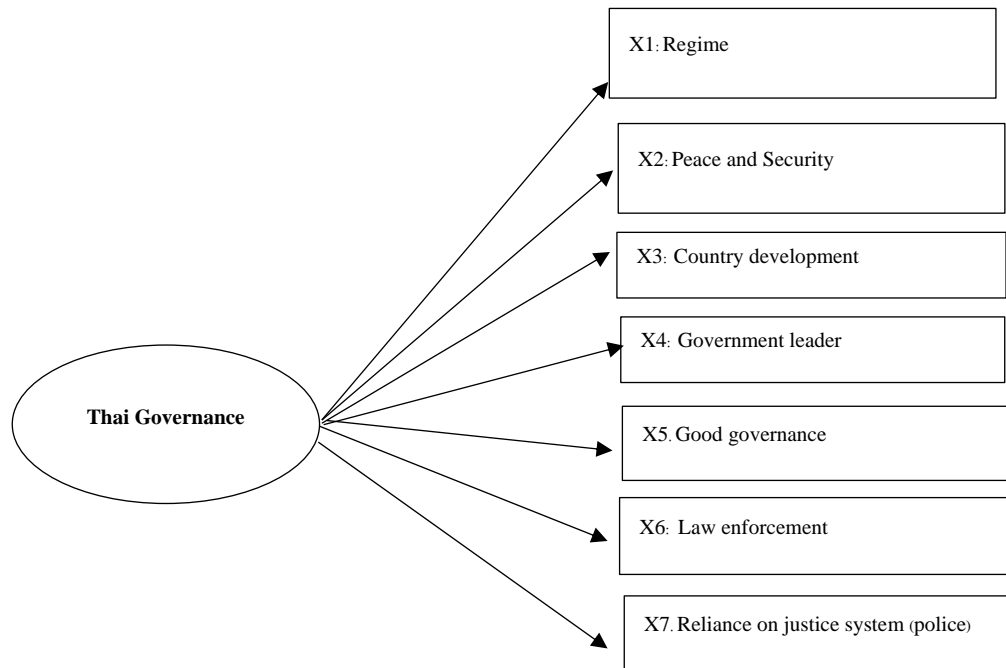 X1: Regime
X2: Peace and Security
X3: Country development
X4: Government leader
Thai Governance
X5. Good governance
X6: Law enforcement
X7. Reliance on justice system (police)